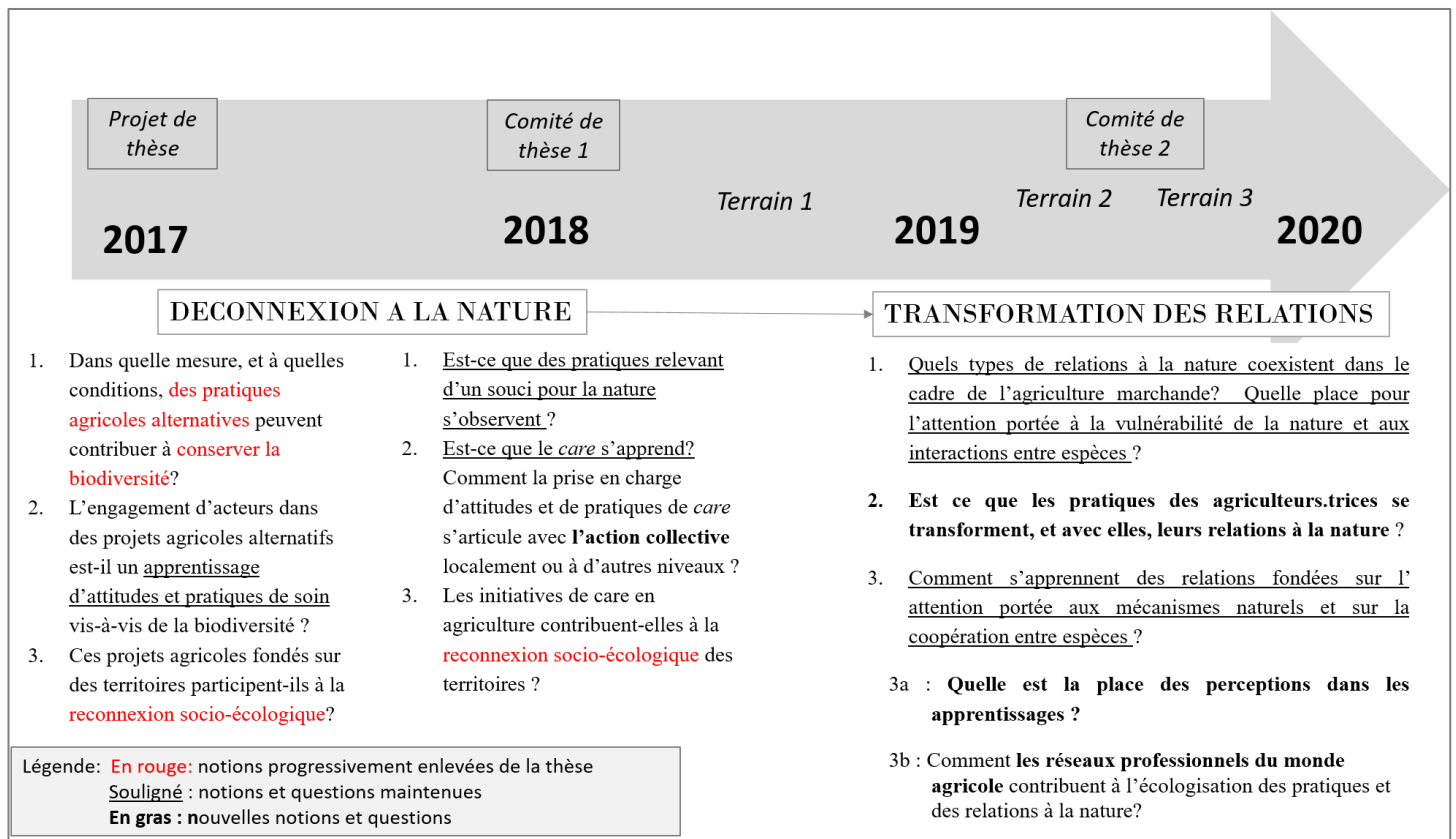 Projet de
thèse
Comité de
thèse 1
Comité de
thèse 2
Terrain 1
Terrain 2
Terrain 3
2017
2018
2019
2020
DECONNEXION A LA NATURE
TRANSFORMATION DES RELATIONS
1. Dans quelle mesure, et à quelles
conditions, des pratiques
agricoles alternatives peuvent
contribuer à conserver la
biodiversité?
2. L’engagement d’acteurs dans
des projets agricoles alternatifs
est-il un apprentissage
d’attitudes et pratiques de soin
vis-à-vis de la biodiversité ?
3. Ces projets agricoles fondés sur
des territoires participent-ils à la
reconnexion socio-écologique?
1. Est-ce que des pratiques relevant
d’un souci pour la nature
s’observent ?
2. Est-ce que le care s’apprend?
Comment la prise en charge
d’attitudes et de pratiques de care
s’articule avec l’action collective
localement ou à d’autres niveaux ?
3. Les initiatives de care en
agriculture contribuent-elles à la
reconnexion socio-écologique des
territoires ?
1. Quels types de relations à la nature coexistent dans le
cadre de l’agriculture marchande? Quelle place pour
l’attention portée à la vulnérabilité de la nature et aux
interactions entre espèces ?
2. Est ce que les pratiques des agriculteurs.trices se
transforment, et avec elles, leurs relations à la nature ?
3. Comment s’apprennent des relations fondées sur l’
attention portée aux mécanismes naturels et sur la
coopération entre espèces ?
3a : Quelle est la place des perceptions dans les
apprentissages ?
3b : Comment les réseaux professionnels du monde
agricole contribuent à l’écologisation des pratiques et
des relations à la nature?
Légende: En rouge: notions progressivement enlevées de la thèse
Souligné : notions et questions maintenues
En gras : nouvelles notions et questions